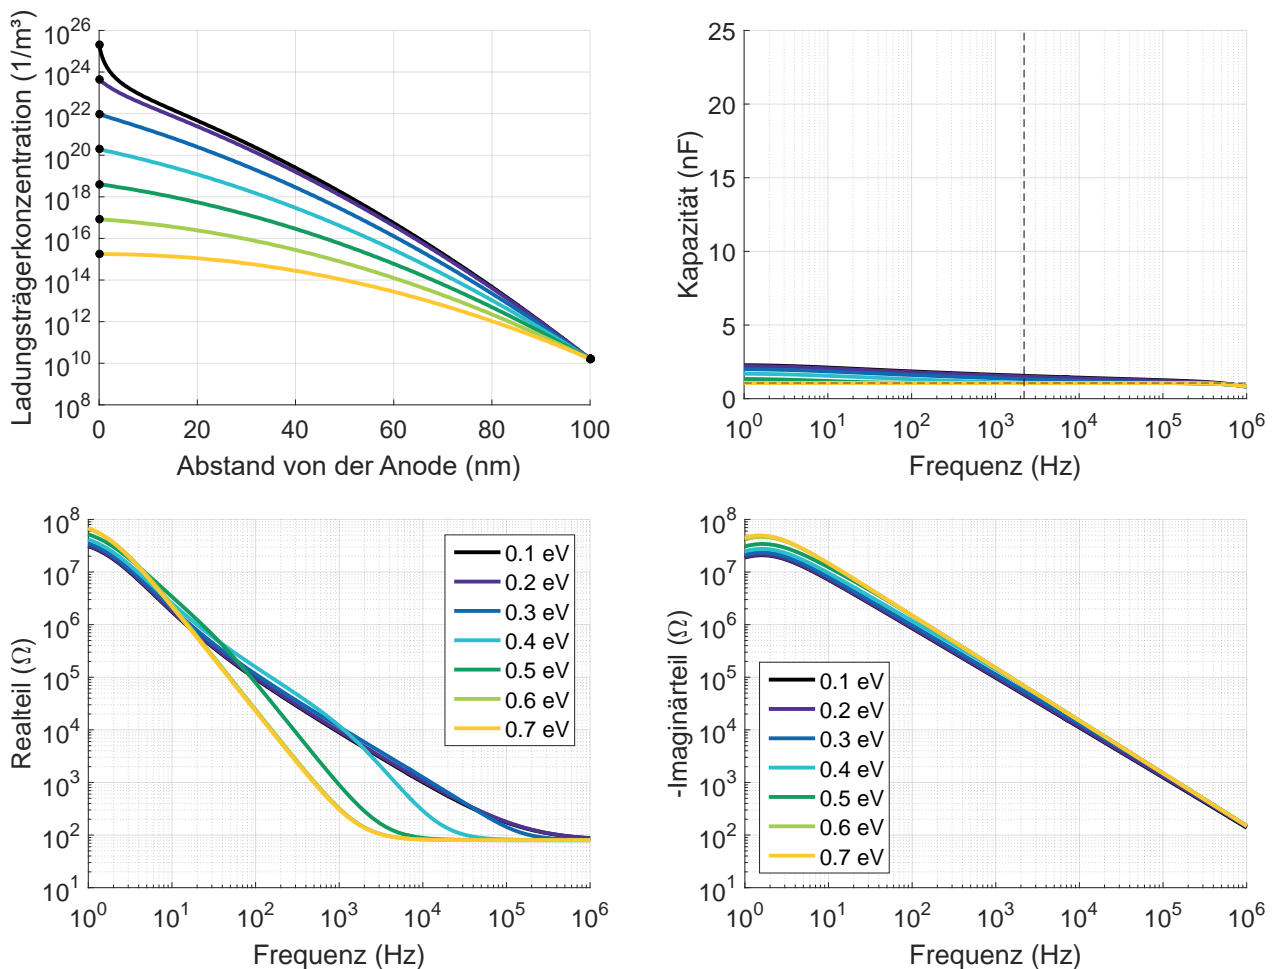 Ladungsträgerkonzentration (1/m³)
10^26
10^24
10^22
10^20
10^18
10^16
10^14
10^12
10^10
10^8
0 20 40 60 80 100
Abstand von der Anode (nm)
Kapazität (nF)
25
20
15
10
5
0
10^0 10^1 10^2 10^3 10^4 10^5 10^6
Frequenz (Hz)
Realteil (Ω)
10^8
10^7
10^6
10^5
10^4
10^3
10^2
10^1
0.1 eV
0.2 eV
0.3 eV
0.4 eV
0.5 eV
0.6 eV
0.7 eV
10^0 10^1 10^2 10^3 10^4 10^5 10^6
Frequenz (Hz)
-Imaginärteil (Ω)
10^8
10^7
10^6
10^5
10^4
10^3
10^2
10^1
0.1 eV
0.2 eV
0.3 eV
0.4 eV
0.5 eV
0.6 eV
0.7 eV
10^0 10^1 10^2 10^3 10^4 10^5 10^6
Frequenz (Hz)